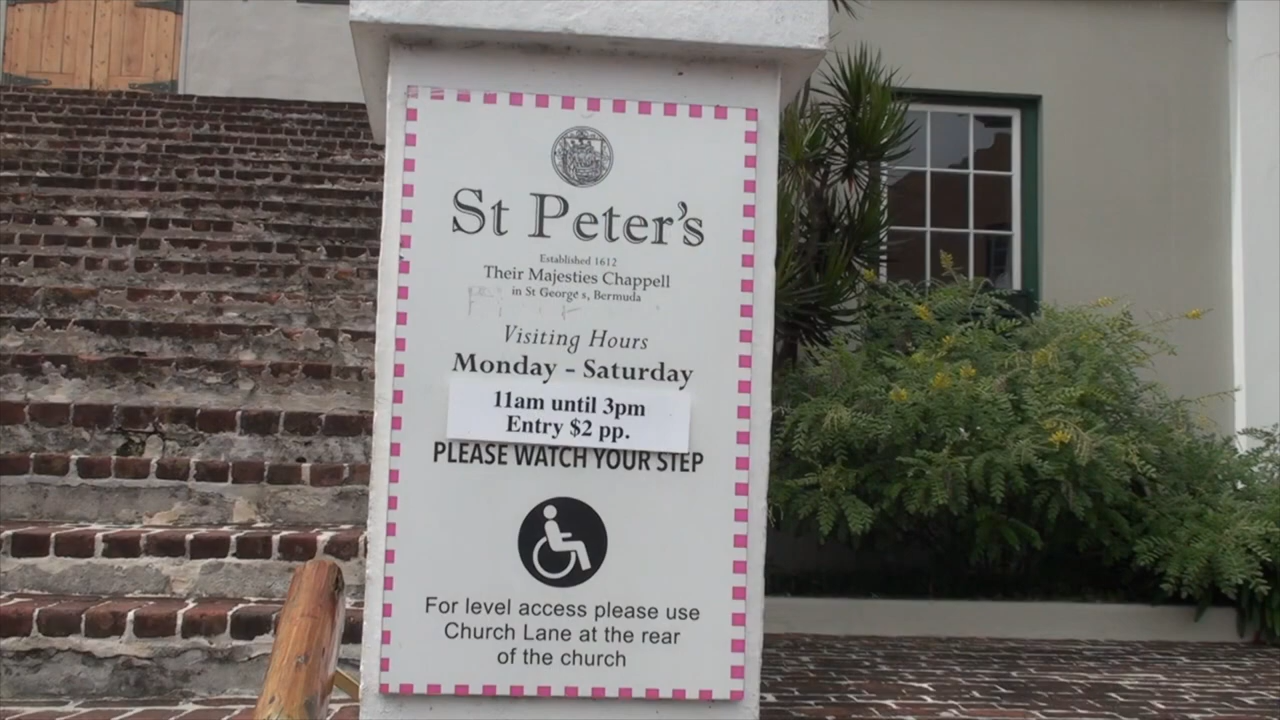 St Peter's
Established 1612
Their Majesties Chappell
in St George's, Bermuda
Visiting Hours
Monday - Saturday
11am until 3pm
Entry $2 pp.
PLEASE WATCH YOUR STEP
For level access please use
Church Lane at the rear
of the church